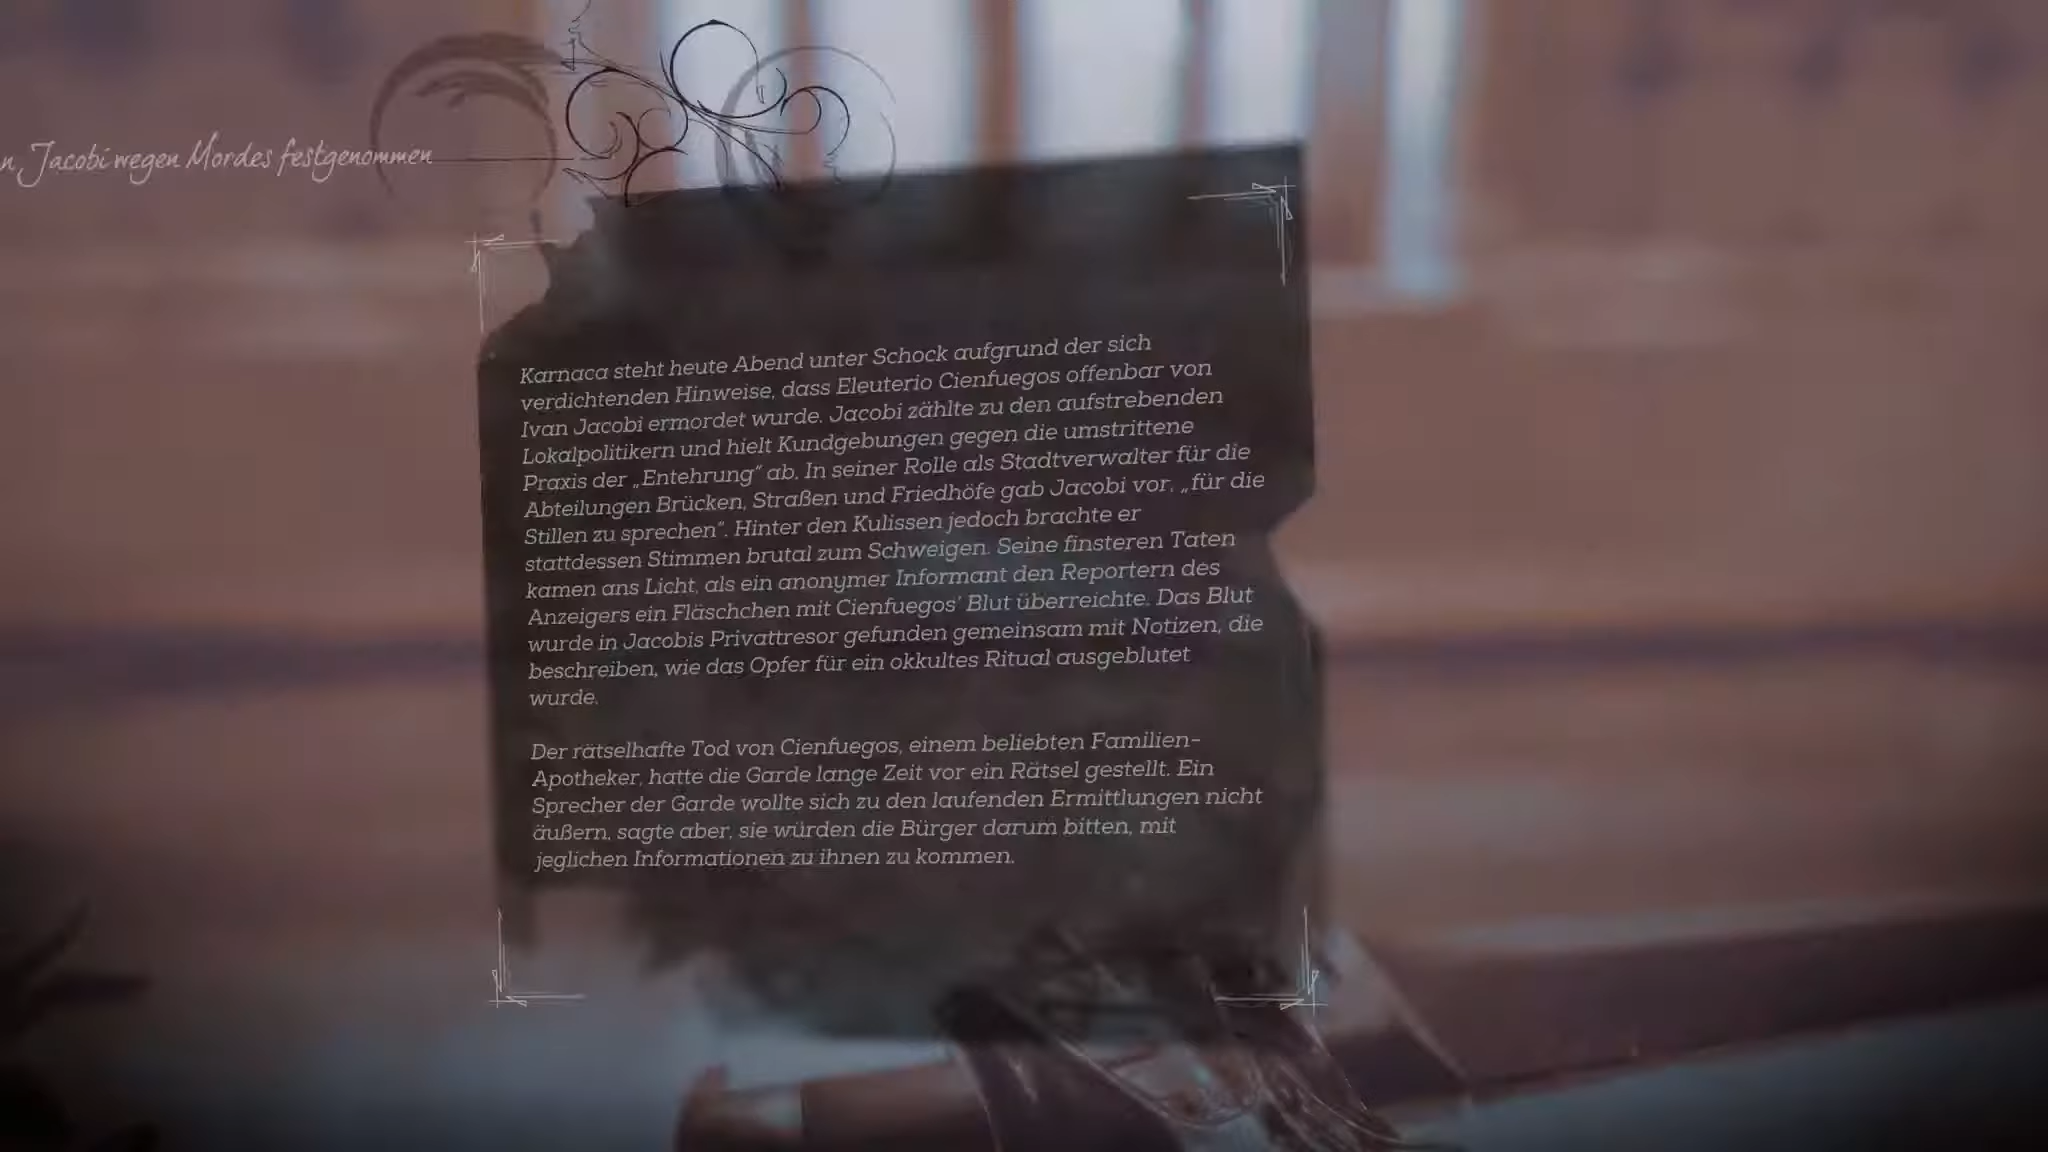 n, Jacobi wegen Mordes festgenommen
Karnaca steht heute Abend unter Schock aufgrund der sich
verdichtenden Hinweise, dass Eleuterio Cienfuegos offenbar von
Ivan Jacobi ermordet wurde. Jacobi zählte zu den aufstrebenden
Lokalpolitikern und hielt Kundgebungen gegen die umstrittene
Praxis der „Entehrung“ ab. In seiner Rolle als Stadtverwalter für die
Abteilungen Brücken, Straßen und Friedhöfe gab Jacobi vor, „für die
Stillen zu sprechen“. Hinter den Kulissen jedoch brachte er
stattdessen Stimmen brutal zum Schweigen. Seine finsteren Taten
kamen ans Licht, als ein anonymer Informant den Reportern des
Anzeigers ein Fläschchen mit Cienfuegos’ Blut überreichte. Das Blut
wurde in Jacobis Privattresor gefunden gemeinsam mit Notizen, die
beschreiben, wie das Opfer für ein okkultes Ritual ausgeblutet
wurde.
Der rätselhafte Tod von Cienfuegos, einem beliebten Familien-
Apotheker, hatte die Garde lange Zeit vor ein Rätsel gestellt. Ein
Sprecher der Garde wollte sich zu den laufenden Ermittlungen nicht
äußern, sagte aber, sie würden die Bürger darum bitten, mit
jeglichen Informationen zu ihnen zu kommen.